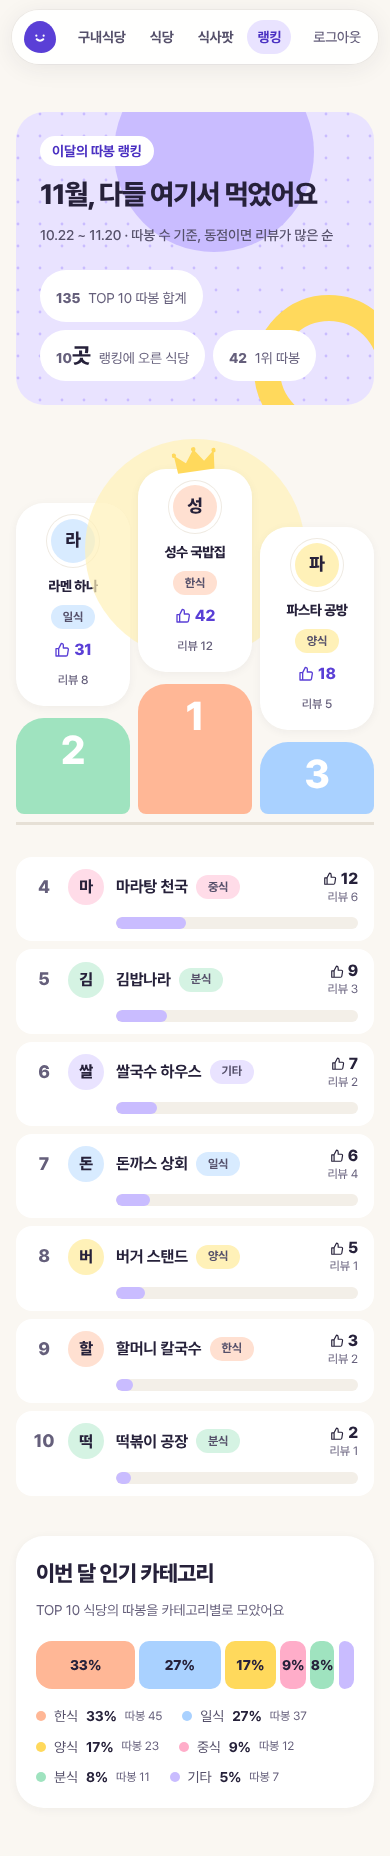 구내식당 식당 식사팟 랭킹 로그아웃
이달의 따봉 랭킹
11월, 다들 여기서 먹었어요
10.22 ~ 11.20 · 따봉 수 기준, 동점이면 리뷰가 많은 순
135 TOP 10 따봉 합계
10곳 랭킹에 오른 식당
42 1위 따봉
라
라멘 하나
일식
31
리뷰 8
2
성
성수 국밥집
한식
42
리뷰 12
1
파
파스타 공방
양식
18
리뷰 5
3
4 마 마라탕 천국 중식 12
리뷰 6
5 김 김밥나라 분식 9
리뷰 3
6 쌀 쌀국수 하우스 기타 7
리뷰 2
7 돈 돈까스 상회 일식 6
리뷰 4
8 버 버거 스탠드 양식 5
리뷰 1
9 할 할머니 칼국수 한식 3
리뷰 2
10 떡 떡볶이 공장 분식 2
리뷰 1
이번 달 인기 카테고리
TOP 10 식당의 따봉을 카테고리별로 모았어요
33% 27% 17% 9% 8%
한식 33% 따봉 45 일식 27% 따봉 37
양식 17% 따봉 23 중식 9% 따봉 12
분식 8% 따봉 11 기타 5% 따봉 7